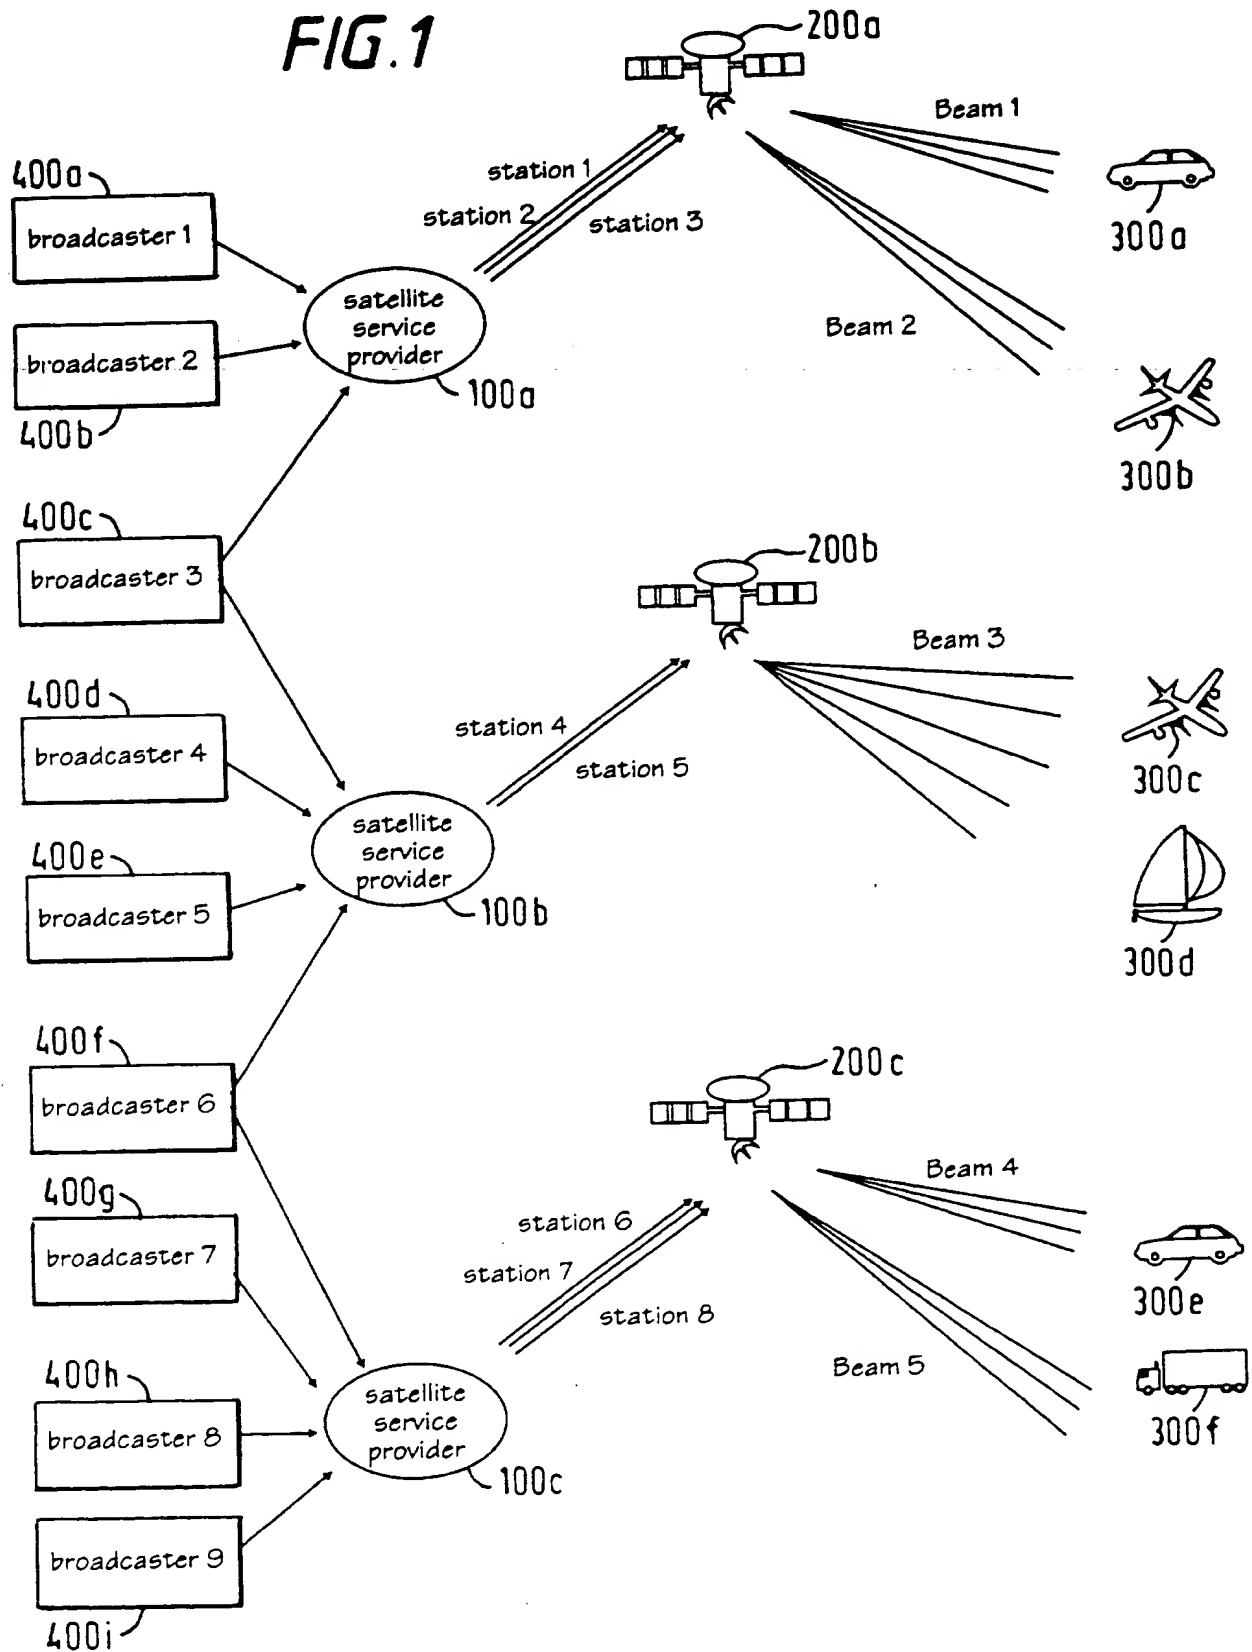 FIG.1
200a
Beam 1
400a
station 1
station 2
station 3
300a
broadcaster 1
satellite
service
provider
Beam 2
broadcaster 2
100a
400b
300b
400c
200b
broadcaster 3
Beam 3
400d
station 4
broadcaster 4
station 5
300c
satellite
service
provider
400e
broadcaster 5
100b
300d
400f
200c
broadcaster 6
Beam 4
400g
station 6
broadcaster 7
station 7
station 8
300e
Beam 5
400h
satellite
service
provider
300f
broadcaster 8
100c
broadcaster 9
400i